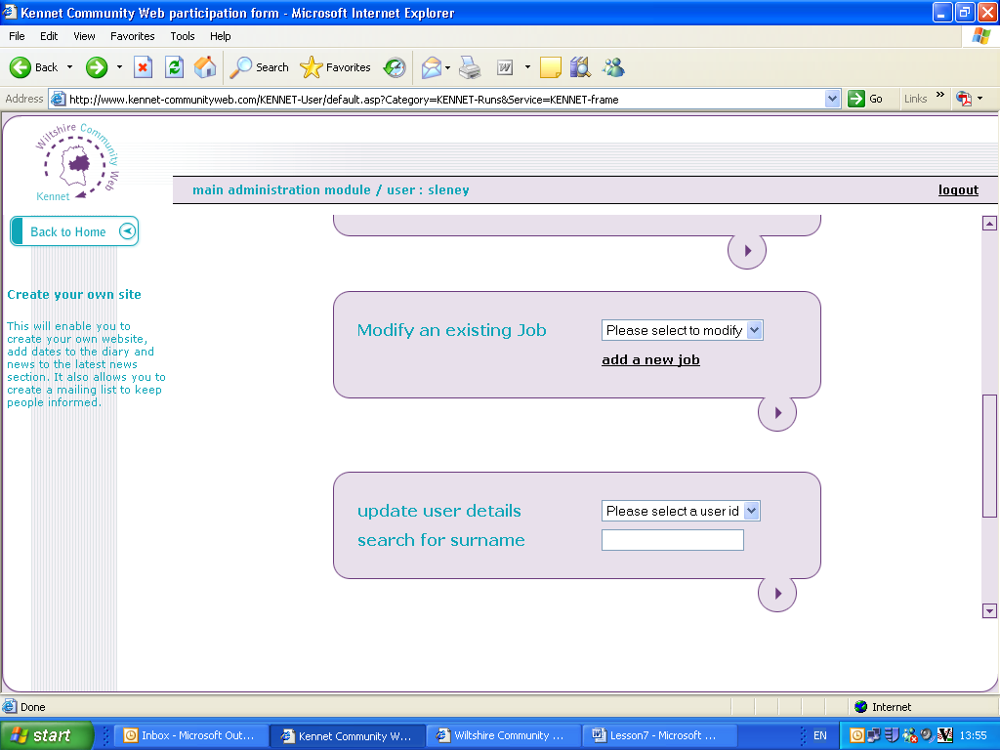 Kennet Community Web participation form - Microsoft Internet Explorer
File Edit View Favorites Tools Help
Back Search Favorites
Address http://www.kennet-communityweb.com/KENNET-User/default.asp?Category=KENNET-Runs&Service=KENNET-frame Go Links »
Wiltshire Community Web
Kennet
main administration module / user : sleney logout
Back to Home
Create your own site
This will enable you to
create your own website,
add dates to the diary and
news to the latest news
section. It also allows you to
create a mailing list to keep
people informed.
Modify an existing Job Please select to modify
add a new job
update user details Please select a user id
search for surname
Done Internet
start Inbox - Microsoft Out... Kennet Community W... Wiltshire Community ... Lesson7 - Microsoft ... EN 13:55